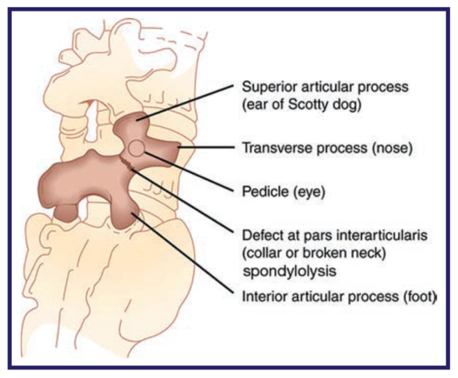 Superior articular process
(ear of Scotty dog)
Transverse process (nose)
Pedicle (eye)
Defect at pars interarticularis
(collar or broken neck)
spondylolysis
Interior articular process (foot)